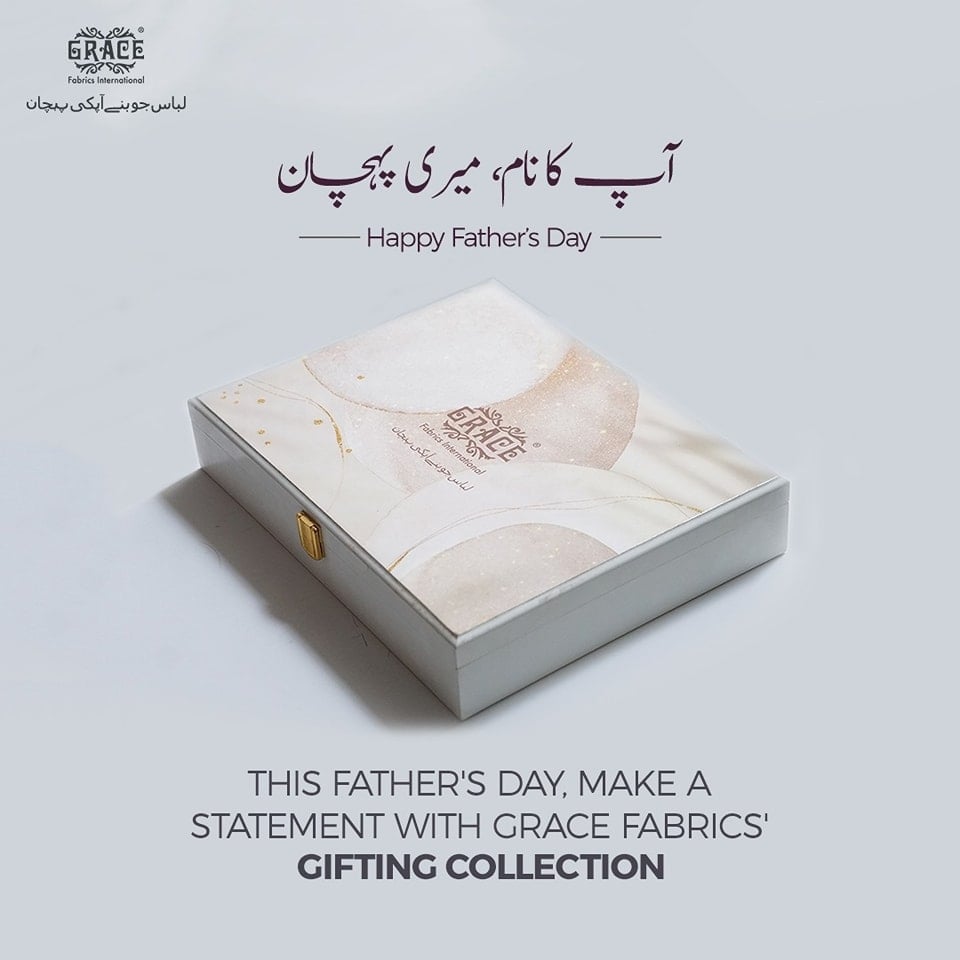 GRACE®
Fabrics International
لباس جو بنے آپکی پہچان
آپ کا نام، میری پہچان
Happy Father's Day
GRACE®
Fabrics International
لباس جو بنے آپکی پہچان
THIS FATHER'S DAY, MAKE A
STATEMENT WITH GRACE FABRICS'
GIFTING COLLECTION